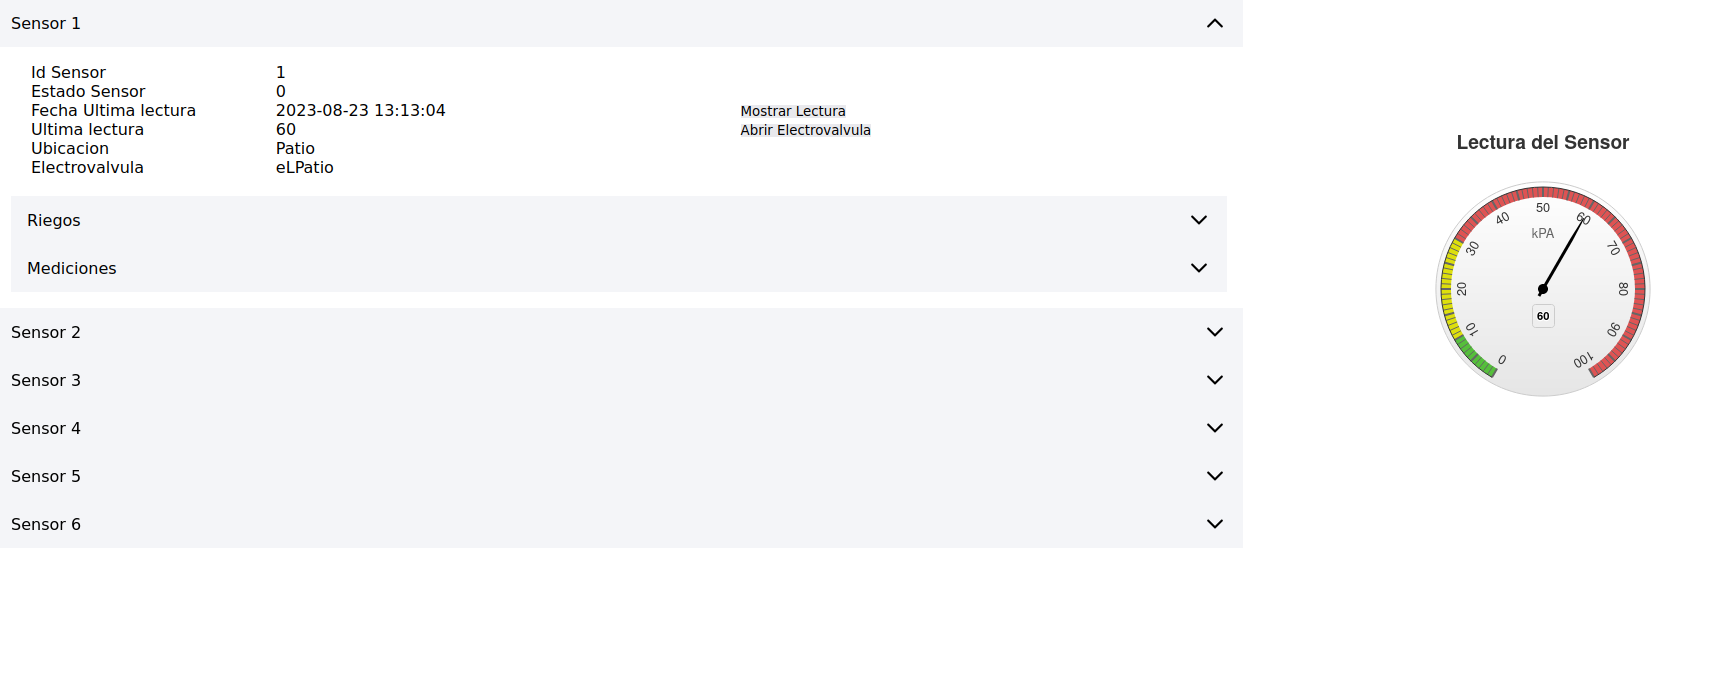 Sensor 1
Id Sensor 1
Estado Sensor 0
Fecha Ultima lectura 2023-08-23 13:13:04 Mostrar Lectura
Ultima lectura 60 Abrir Electrovalvula
Ubicacion Patio
Electrovalvula eLPatio
Riegos
Mediciones
Sensor 2
Sensor 3
Sensor 4
Sensor 5
Sensor 6
Lectura del Sensor
0
10
20
30
40
50
60
70
80
90
100
kPA
60